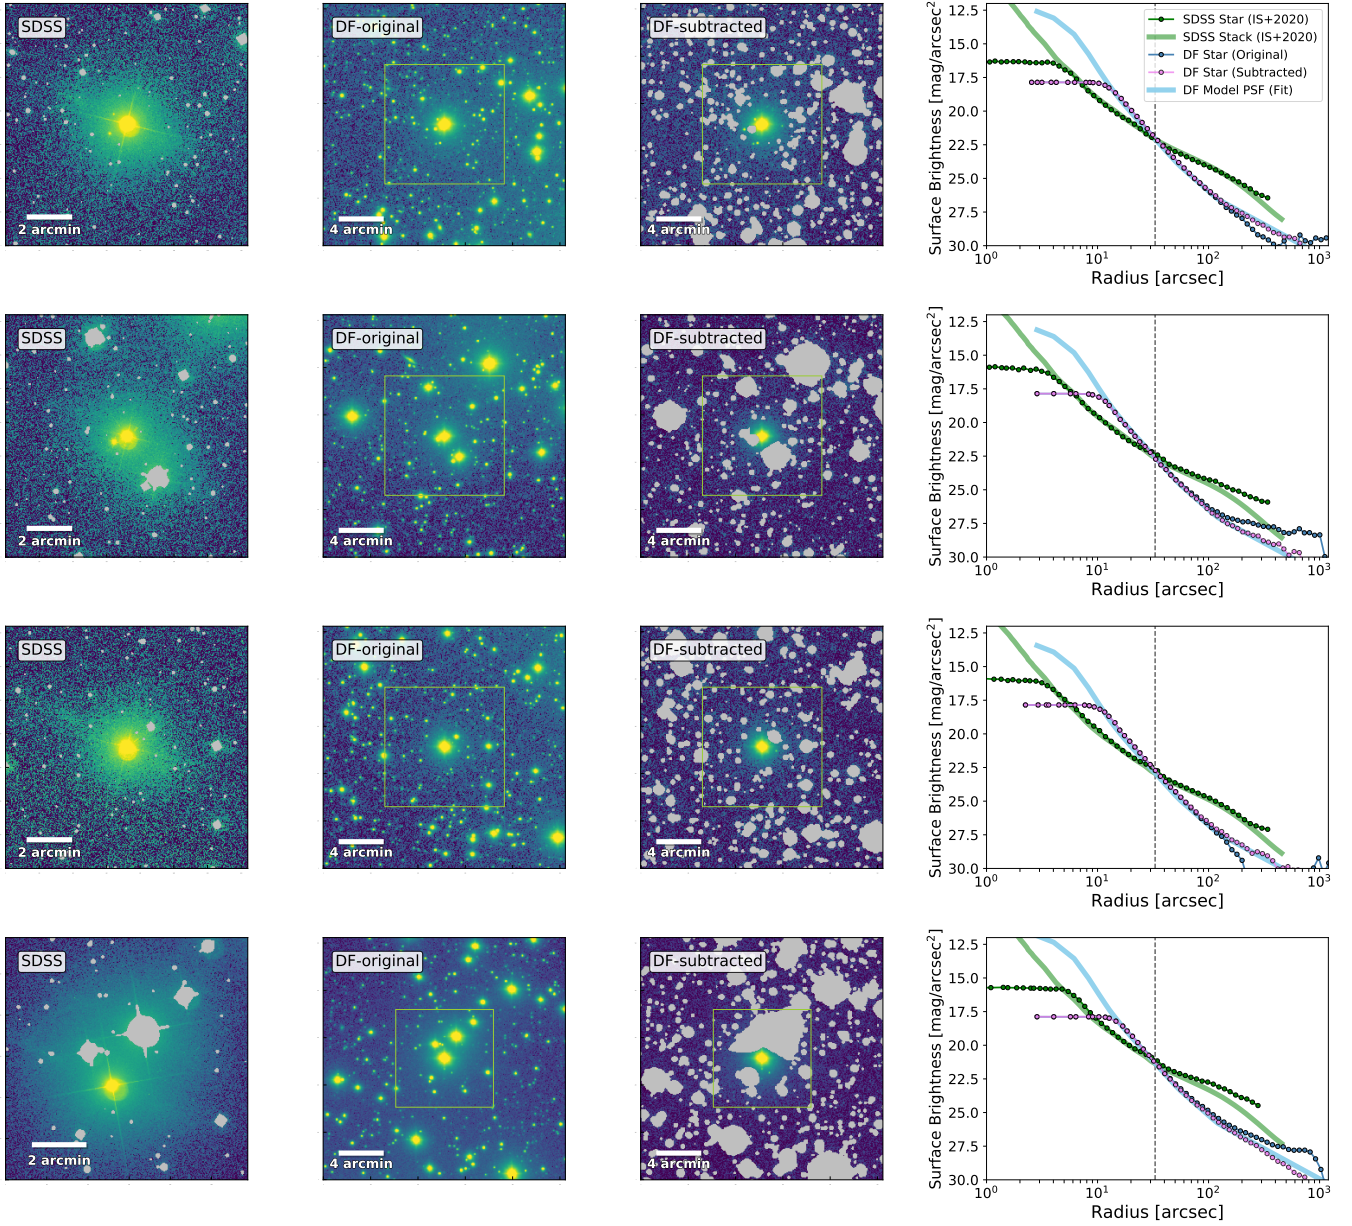 SDSS
2 arcmin
DF-original
4 arcmin
DF-subtracted
4 arcmin
12.5
15.0
17.5
20.0
22.5
25.0
27.5
30.0
Surface Brightness [mag/arcsec²]
SDSS Star (IS+2020)
SDSS Stack (IS+2020)
DF Star (Original)
DF Star (Subtracted)
DF Model PSF (Fit)
10⁰ 10¹ 10² 10³
Radius [arcsec]
SDSS
2 arcmin
DF-original
4 arcmin
DF-subtracted
4 arcmin
12.5
15.0
17.5
20.0
22.5
25.0
27.5
30.0
Surface Brightness [mag/arcsec²]
10⁰ 10¹ 10² 10³
Radius [arcsec]
SDSS
2 arcmin
DF-original
4 arcmin
DF-subtracted
4 arcmin
12.5
15.0
17.5
20.0
22.5
25.0
27.5
30.0
Surface Brightness [mag/arcsec²]
10⁰ 10¹ 10² 10³
Radius [arcsec]
SDSS
2 arcmin
DF-original
4 arcmin
DF-subtracted
4 arcmin
12.5
15.0
17.5
20.0
22.5
25.0
27.5
30.0
Surface Brightness [mag/arcsec²]
10⁰ 10¹ 10² 10³
Radius [arcsec]